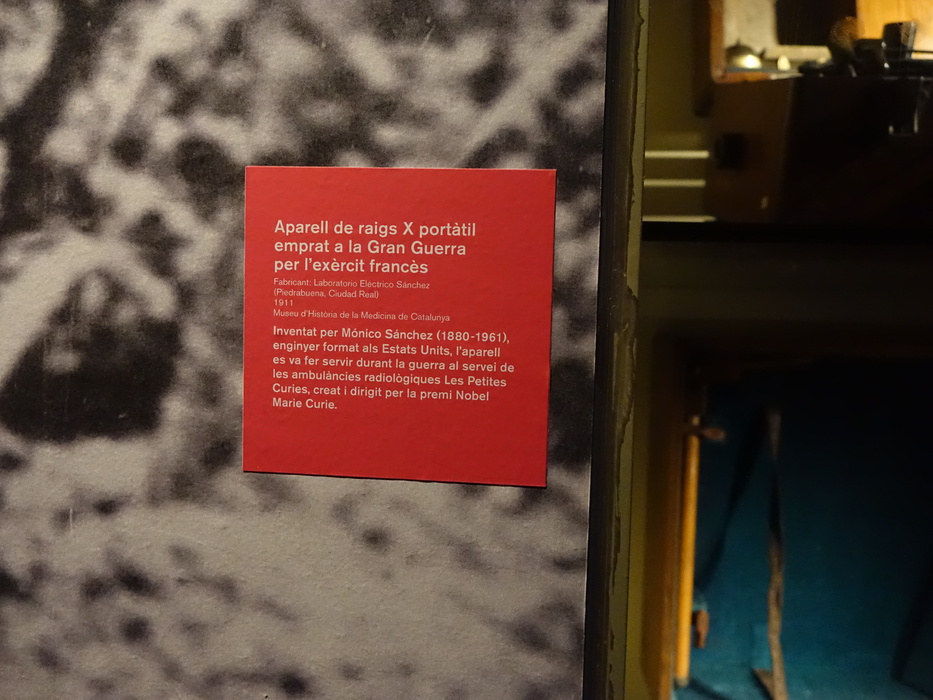 Aparell de raigs X portàtil
emprat a la Gran Guerra
per l'exèrcit francès
Fabricant: Laboratorio Electrico Sánchez
(Piedrabuena, Ciudad Real)
1911
Museu d'Història de la Medicina de Catalunya
Inventat per Mónico Sánchez (1880-1961),
enginyer format als Estats Units, l'aparell
es va fer servir durant la guerra al servei de
les ambulàncies radiològiques Les Petites
Curies, creat i dirigit per la premi Nobel
Marie Curie.